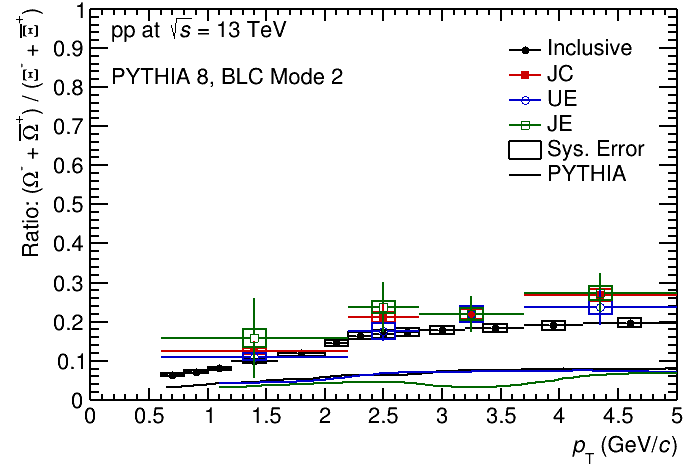 pp at √s = 13 TeV
PYTHIA 8, BLC Mode 2
Inclusive
JC
UE
JE
Sys. Error
PYTHIA
Ratio: (Ω⁻ + Ω̅⁺) / (Ξ⁻ + Ξ̅⁺)
1
0.9
0.8
0.7
0.6
0.5
0.4
0.3
0.2
0.1
0
0 0.5 1 1.5 2 2.5 3 3.5 4 4.5 5
p_T (GeV/c)